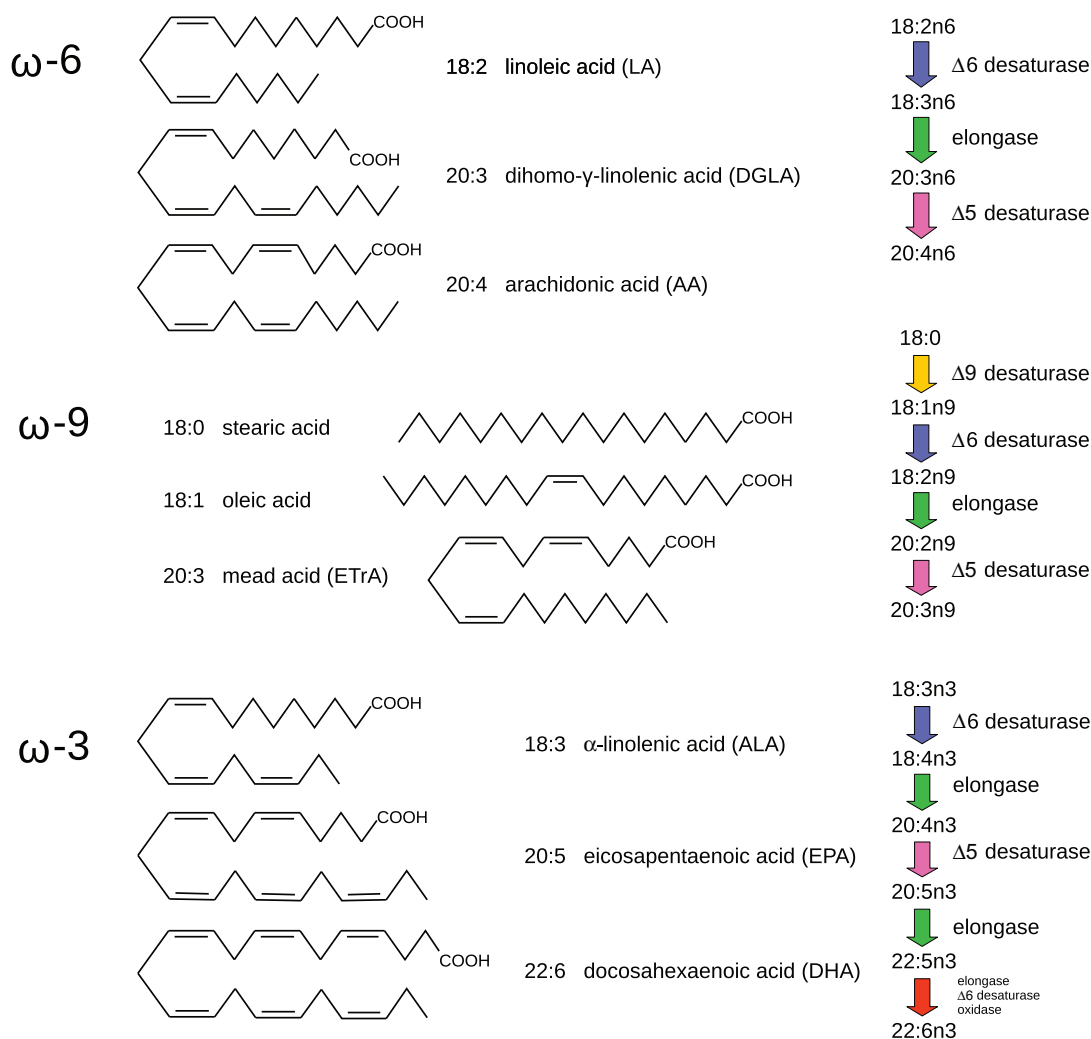 ω-6
COOH
18:2 linoleic acid (LA)
COOH
20:3 dihomo-γ-linolenic acid (DGLA)
COOH
20:4 arachidonic acid (AA)
18:2n6
Δ6 desaturase
18:3n6
elongase
20:3n6
Δ5 desaturase
20:4n6
ω-9
18:0 stearic acid
COOH
18:1 oleic acid
COOH
20:3 mead acid (ETrA)
COOH
18:0
Δ9 desaturase
18:1n9
Δ6 desaturase
18:2n9
elongase
20:2n9
Δ5 desaturase
20:3n9
ω-3
COOH
18:3 α-linolenic acid (ALA)
COOH
20:5 eicosapentaenoic acid (EPA)
COOH
22:6 docosahexaenoic acid (DHA)
18:3n3
Δ6 desaturase
18:4n3
elongase
20:4n3
Δ5 desaturase
20:5n3
elongase
22:5n3
elongase
Δ6 desaturase
oxidase
22:6n3